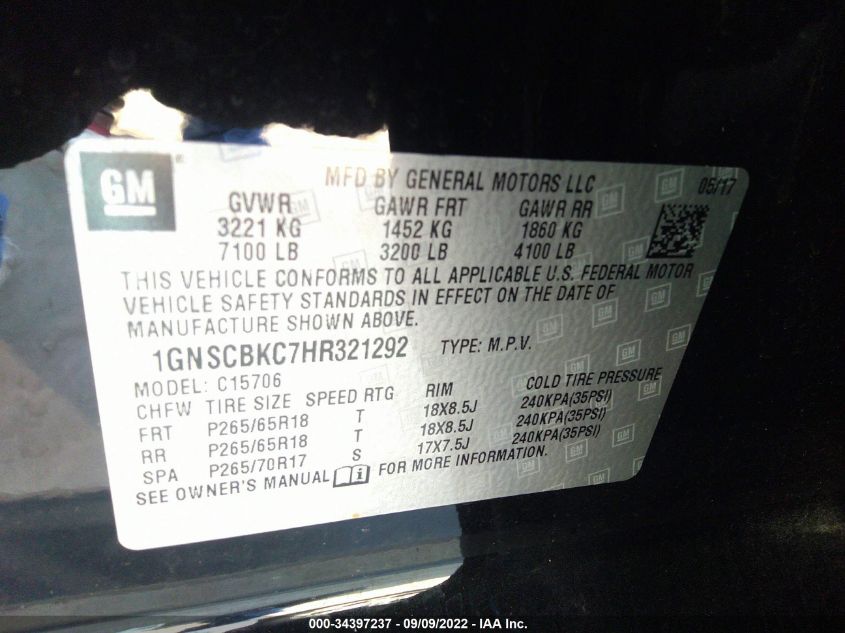 GM ®
MFD BY GENERAL MOTORS LLC 05/17
GVWR GAWR FRT GAWR RR
3221 KG 1452 KG 1860 KG
7100 LB 3200 LB 4100 LB
THIS VEHICLE CONFORMS TO ALL APPLICABLE U.S. FEDERAL MOTOR
VEHICLE SAFETY STANDARDS IN EFFECT ON THE DATE OF
MANUFACTURE SHOWN ABOVE.
1GNSCBKC7HR321292 TYPE: M.P.V.
MODEL: C15706
CHFW TIRE SIZE SPEED RTG RIM COLD TIRE PRESSURE
FRT P265/65R18 T 18X8.5J 240KPA(35PSI)
RR P265/65R18 T 18X8.5J 240KPA(35PSI)
SPA P265/70R17 S 17X7.5J 240KPA(35PSI)
SEE OWNER'S MANUAL i FOR MORE INFORMATION.
000-34397237 - 09/09/2022 - IAA Inc.